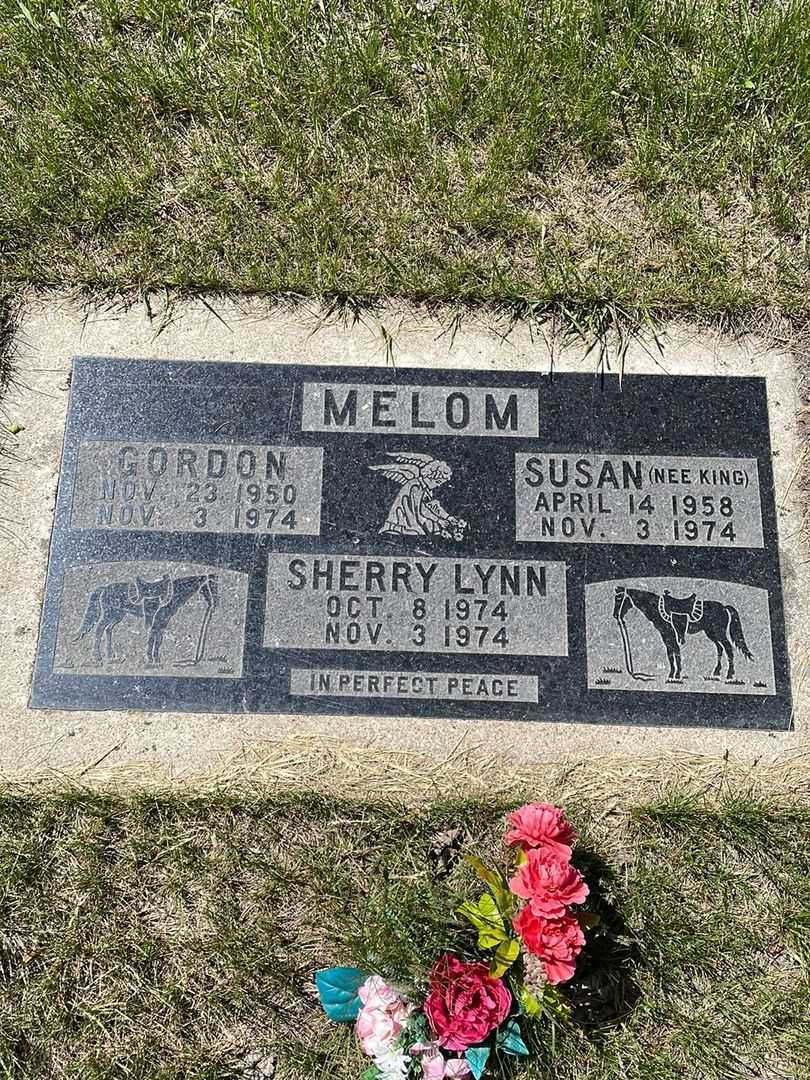 MELOM
GORDON
NOV. 23 1950
NOV. 3 1974
SUSAN (NEE KING)
APRIL 14 1958
NOV. 3 1974
SHERRY LYNN
OCT. 8 1974
NOV. 3 1974
IN PERFECT PEACE